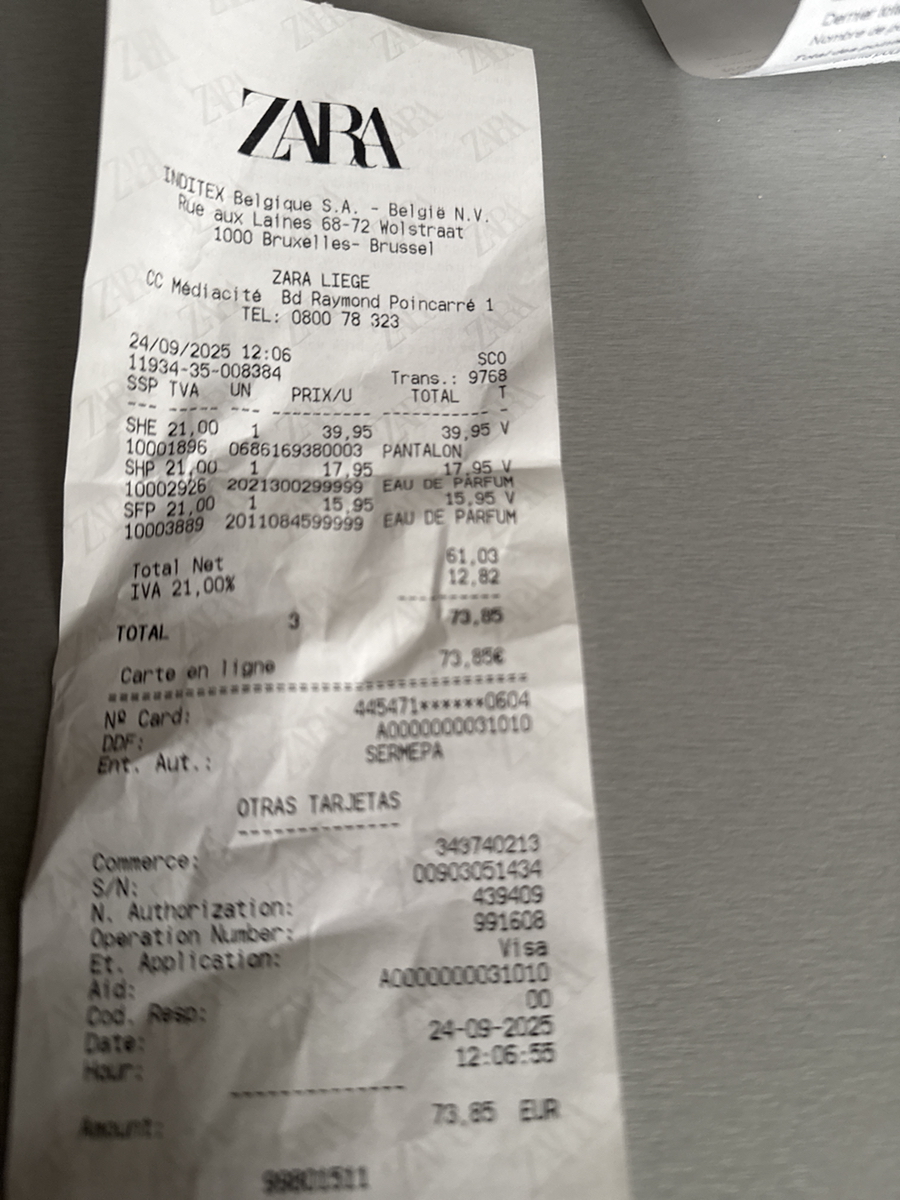 Dernier
Nombre de
ZARA
INDITEX Belgique S.A. - België N.V.
Rue aux Laines 68-72 Wolstraat
1000 Bruxelles- Brussel
ZARA LIEGE
CC Médiacité Bd Raymond Poincarré 1
TEL: 0800 78 323
24/09/2025 12:06 SCO
11934-35-008384 Trans.: 9768
SSP TVA UN PRIX/U TOTAL T
--- ----- --- ---------- ----------- -
SHE 21,00 1 39,95 39,95 V
10001896 0686169380003 PANTALON
SHP 21,00 1 17,95 17,95 V
10002926 2021300299999 EAU DE PARFUM
SFP 21,00 1 15,95 15,95 V
10003889 2011084599999 EAU DE PARFUM
Total Net 61,03
IVA 21,00% 12,82
----------
TOTAL 3 73,85
Carte en ligne 73,85€
========================================
Nº Card: 445471******0604
DDF: A0000000031010
Ent. Aut.: SERMEPA
OTRAS TARJETAS
--------------
Commerce: 349740213
S/N: 00903051434
N. Authorization: 439409
Operation Number: 991608
Et. Application: Visa
Aid: A0000000031010
Cod. Resp: 00
Date: 24-09-2025
Hour: 12:06:55
---------------
Amount: 73,85 EUR